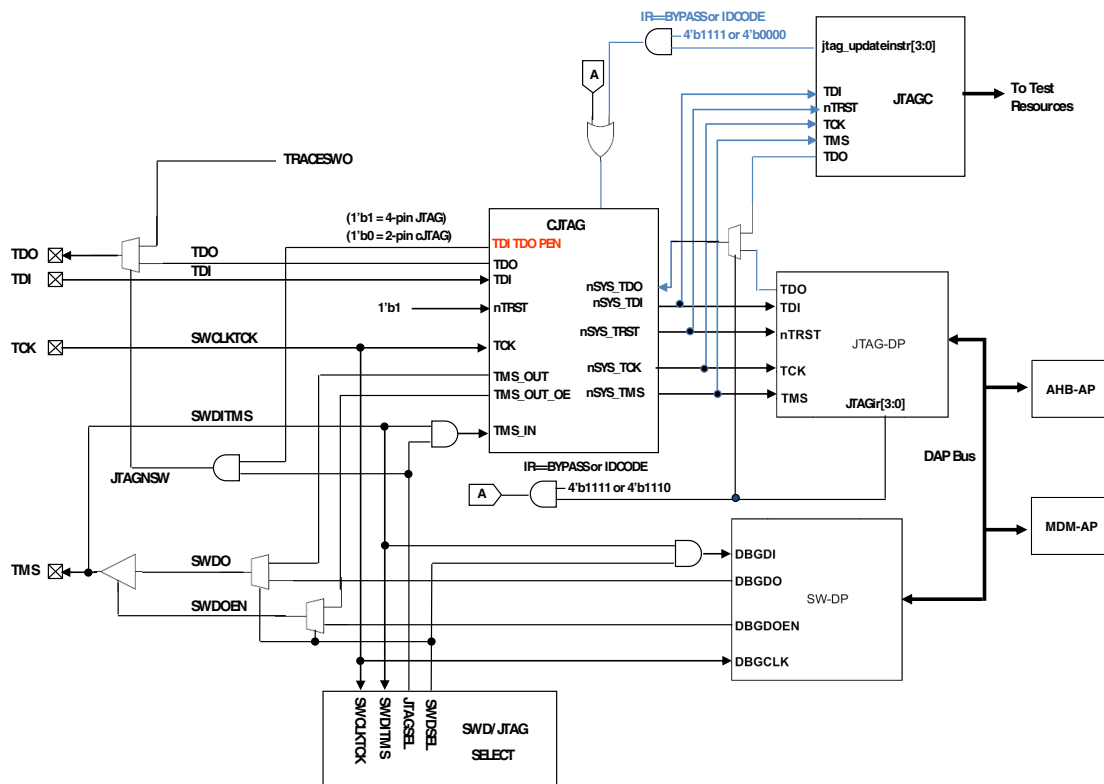 IR==BYPASS or IDCODE
4'b1111 or 4'b0000
jtag_updateinstr[3:0]
A
TDI
nTRST
TCK
TMS
TDO
JTAGC
To Test
Resources
TRACESWO
(1'b1 = 4-pin JTAG)
(1'b0 = 2-pin cJTAG)
CJTAG
TDI TDO PEN
TDO
TDI
nTRST
TCK
TMS_OUT
TMS_OUT_OE
TMS_IN
nSYS_TDO
nSYS_TDI
nSYS_TRST
nSYS_TCK
nSYS_TMS
TDO
TDO
TDI
TDI
1'b1
TCK
SWCLKTCK
SWDITMS
JTAGNSW
TDO
TDI
nTRST
TCK
TMS
JTAG-DP
JTAGir[3:0]
AHB-AP
DAP Bus
MDM-AP
IR==BYPASS or IDCODE
4'b1111 or 4'b1110
A
TMS
SWDO
SWDOEN
DBGDI
DBGDO
DBGDOEN
DBGCLK
SW-DP
SWCLKTCK
SWDITMS
JTAGSEL
SWDSEL
SWD/JTAG
SELECT